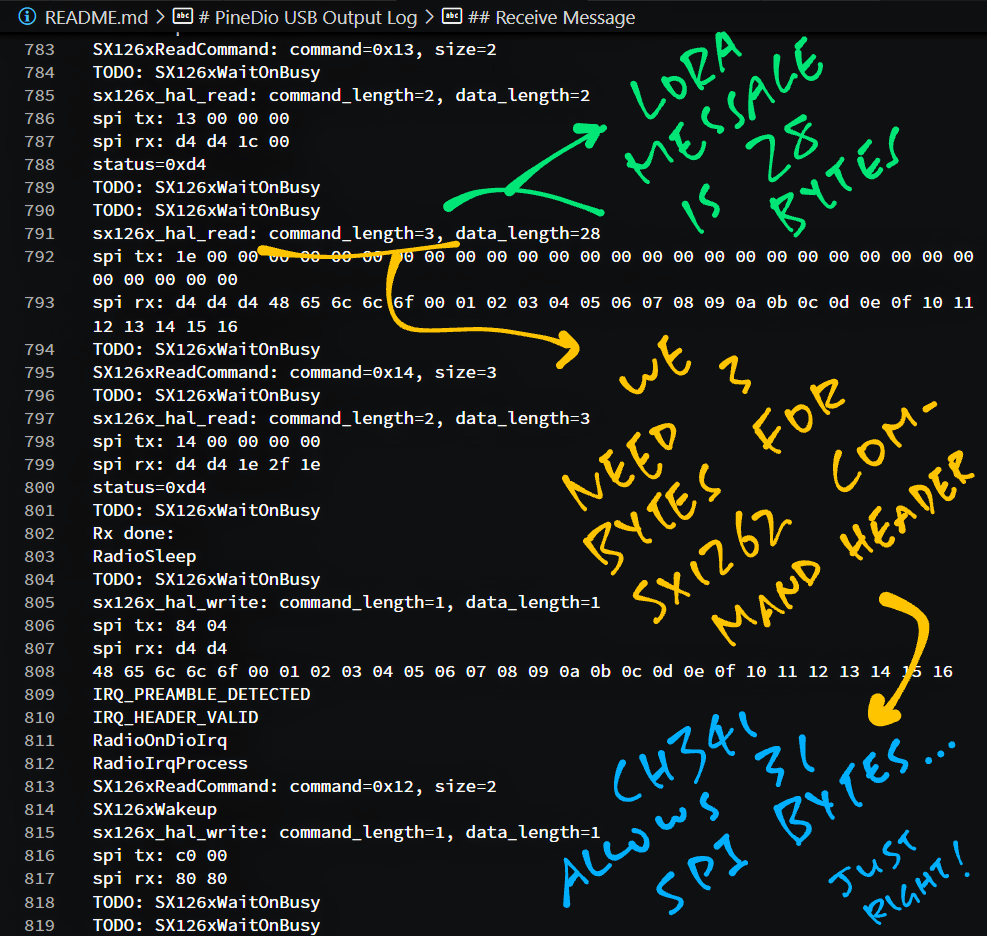 README.md > # PineDio USB Output Log > ## Receive Message
783 SX126xReadCommand: command=0x13, size=2
784 TODO: SX126xWaitOnBusy
785 sx126x_hal_read: command_length=2, data_length=2
786 spi tx: 13 00 00 00
787 spi rx: d4 d4 1c 00
788 status=0xd4
789 TODO: SX126xWaitOnBusy
790 TODO: SX126xWaitOnBusy
791 sx126x_hal_read: command_length=3, data_length=28
792 spi tx: 1e 00 00 00 00 00 00 00 00 00 00 00 00 00 00 00 00 00 00 00 00 00 00 00 00 00
00 00 00 00 00
793 spi rx: d4 d4 d4 48 65 6c 6c 6f 00 01 02 03 04 05 06 07 08 09 0a 0b 0c 0d 0e 0f 10 11
12 13 14 15 16
794 TODO: SX126xWaitOnBusy
795 SX126xReadCommand: command=0x14, size=3
796 TODO: SX126xWaitOnBusy
797 sx126x_hal_read: command_length=2, data_length=3
798 spi tx: 14 00 00 00 00
799 spi rx: d4 d4 1e 2f 1e
800 status=0xd4
801 TODO: SX126xWaitOnBusy
802 Rx done:
803 RadioSleep
804 TODO: SX126xWaitOnBusy
805 sx126x_hal_write: command_length=1, data_length=1
806 spi tx: 84 04
807 spi rx: d4 d4
808 48 65 6c 6c 6f 00 01 02 03 04 05 06 07 08 09 0a 0b 0c 0d 0e 0f 10 11 12 13 14 15 16
809 IRQ_PREAMBLE_DETECTED
810 IRQ_HEADER_VALID
811 RadioOnDioIrq
812 RadioIrqProcess
813 SX126xReadCommand: command=0x12, size=2
814 SX126xWakeup
815 sx126x_hal_write: command_length=1, data_length=1
816 spi tx: c0 00
817 spi rx: 80 80
818 TODO: SX126xWaitOnBusy
819 TODO: SX126xWaitOnBusy
LORA
MESSAGE
IS 28
BYTES
WE
NEED 3
BYTES FOR
SX1262 COM-
MAND HEADER
CH341
ALLOWS 31
SPI BYTES...
JUST
RIGHT!